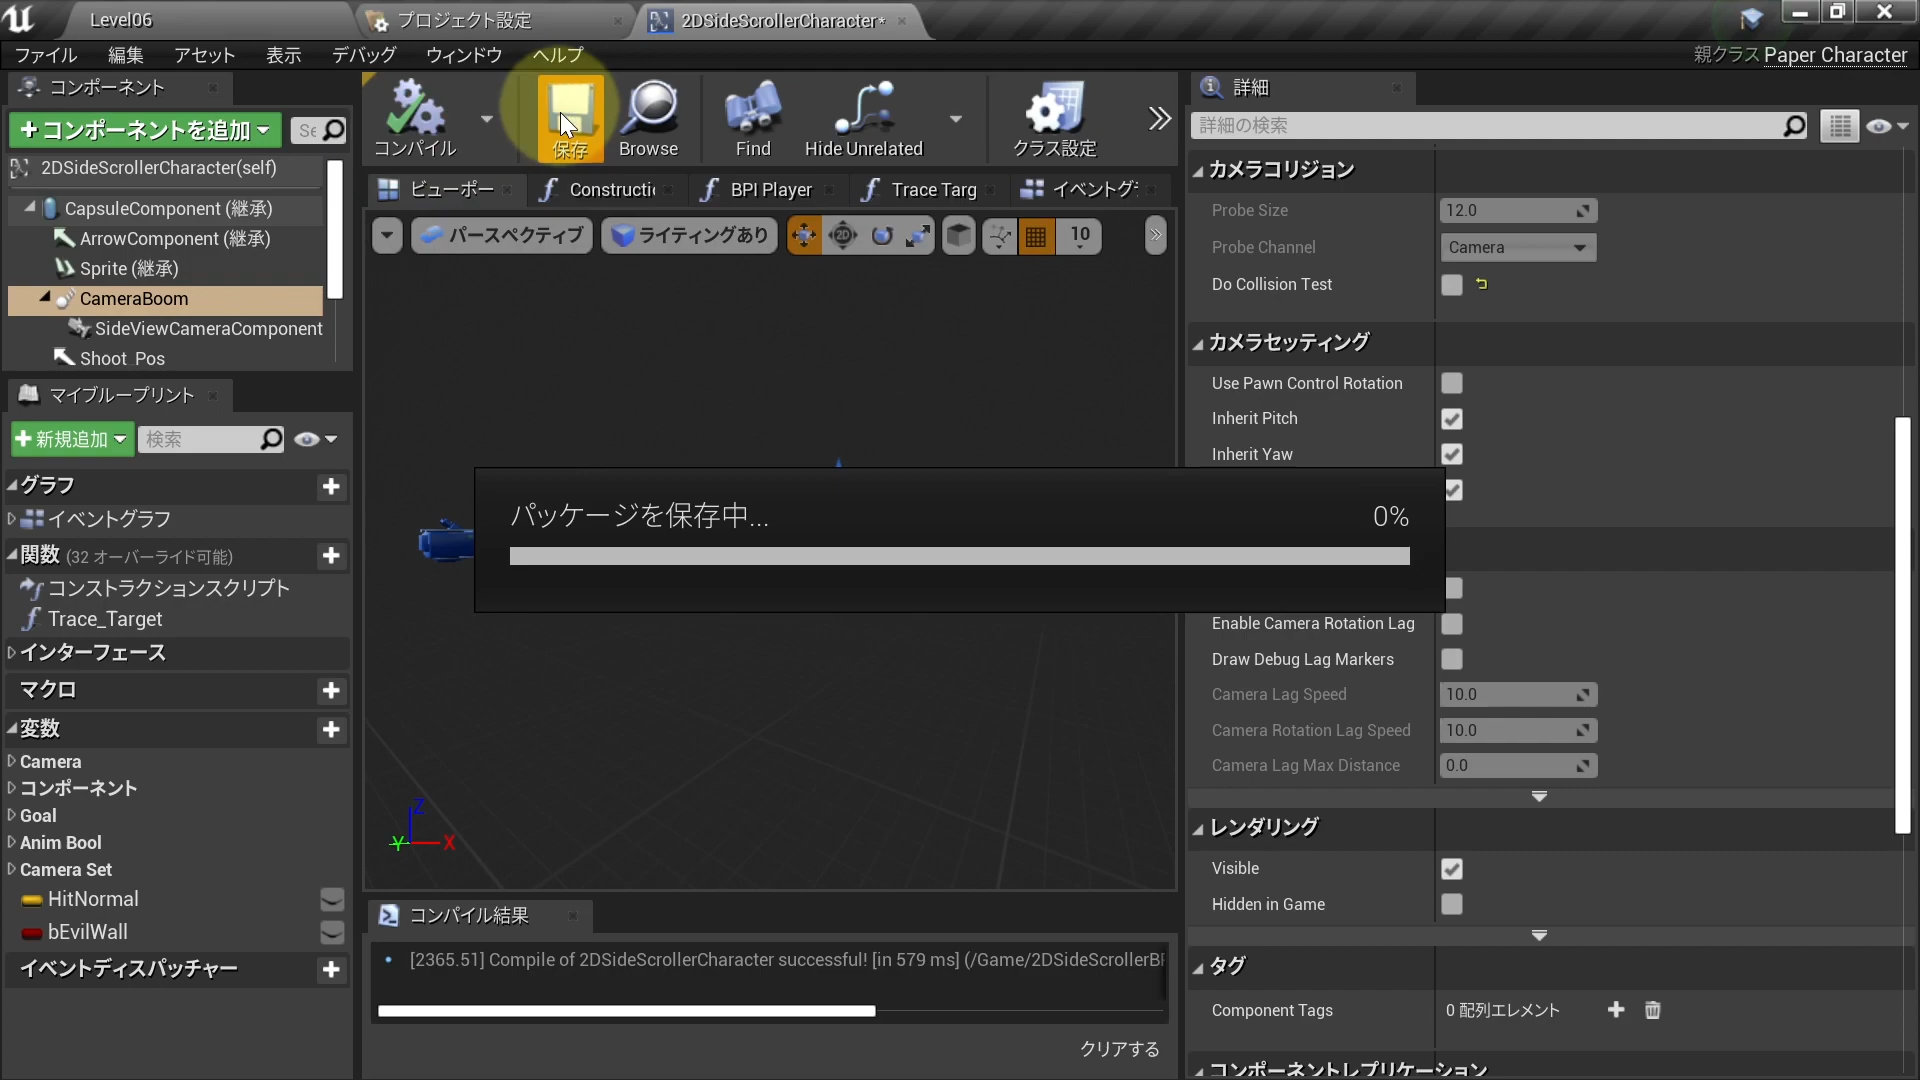 Level06
プロジェクト設定
2DSideScrollerCharacter*
ファイル 編集 アセット 表示 デバッグ ウィンドウ ヘルプ
親クラス Paper Character
コンポーネント
+コンポーネントを追加
Se
2DSideScrollerCharacter(self)
CapsuleComponent (継承)
ArrowComponent (継承)
Sprite (継承)
CameraBoom
SideViewCameraComponent
Shoot_Pos
マイブループリント
+新規追加
検索
グラフ
イベントグラフ
関数 (32 オーバーライド可能)
コンストラクションスクリプト
Trace_Target
インターフェース
マクロ
変数
Camera
コンポーネント
Goal
Anim Bool
Camera Set
HitNormal
bEvilWall
イベントディスパッチャー
コンパイル
保存
Browse
Find
Hide Unrelated
クラス設定
ビューポー
Constructi
BPI Player
Trace Targ
イベントグラ
パースペクティブ
ライティングあり
2D
10
パッケージを保存中...
0%
Z
Y
X
コンパイル結果
[2365.51] Compile of 2DSideScrollerCharacter successful! [in 579 ms] (/Game/2DSideScrollerB
クリアする
詳細
詳細の検索
カメラコリジョン
Probe Size 12.0
Probe Channel Camera
Do Collision Test
カメラセッティング
Use Pawn Control Rotation
Inherit Pitch
Inherit Yaw
Enable Camera Rotation Lag
Draw Debug Lag Markers
Camera Lag Speed 10.0
Camera Rotation Lag Speed 10.0
Camera Lag Max Distance 0.0
レンダリング
Visible
Hidden in Game
タグ
Component Tags 0 配列エレメント
コンポーネントレプリケーション